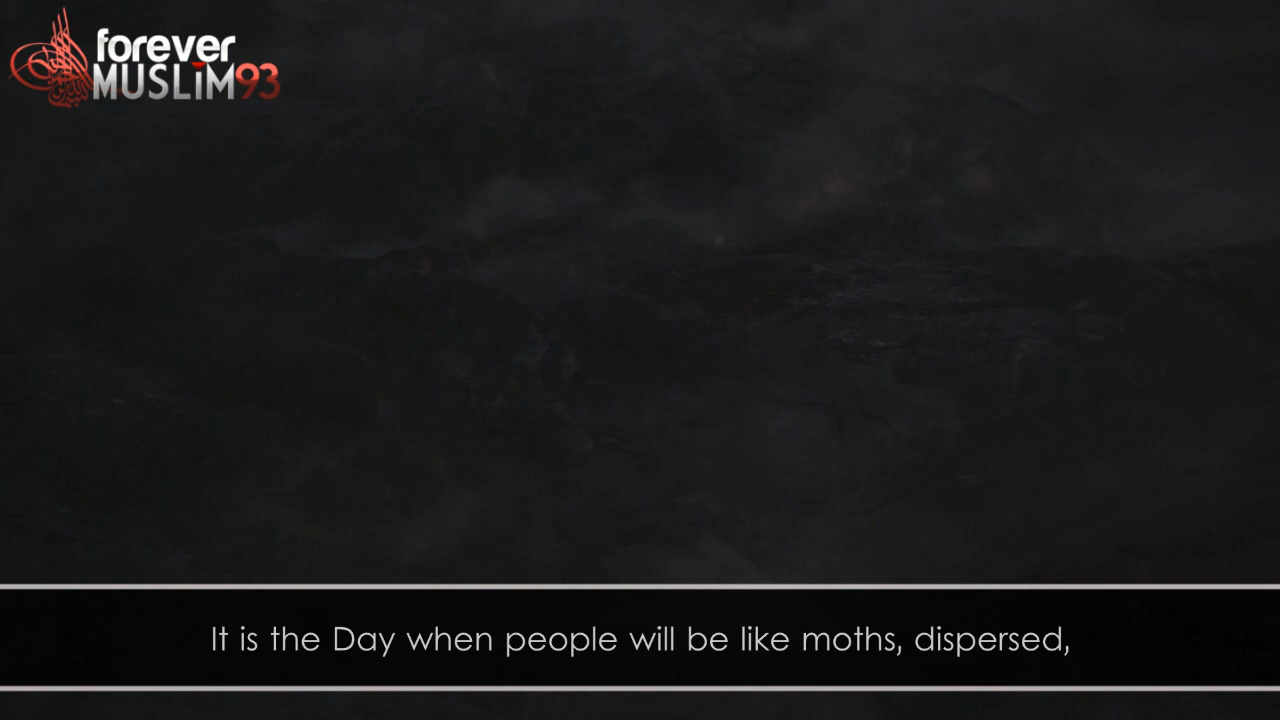 forever
MUSLiM93
It is the Day when people will be like moths, dispersed,